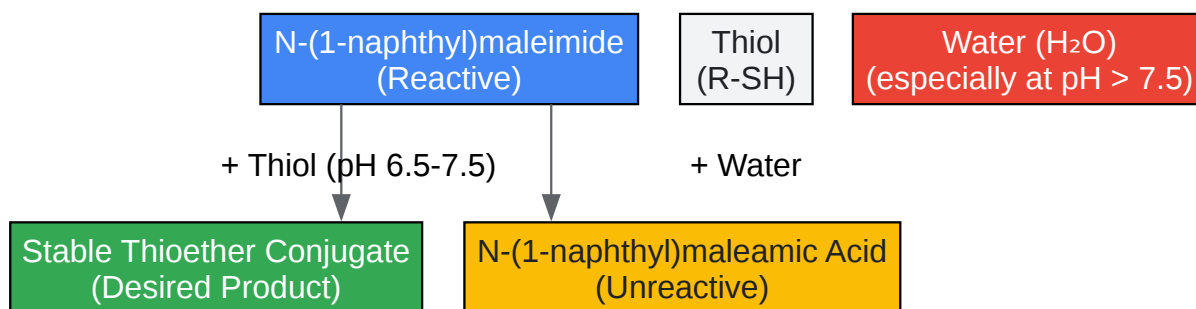 N-(1-naphthyl)maleimide
(Reactive)
Thiol
(R-SH)
Water (H₂O)
(especially at pH > 7.5)
+ Thiol (pH 6.5-7.5)
+ Water
Stable Thioether Conjugate
(Desired Product)
N-(1-naphthyl)maleamic Acid
(Unreactive)